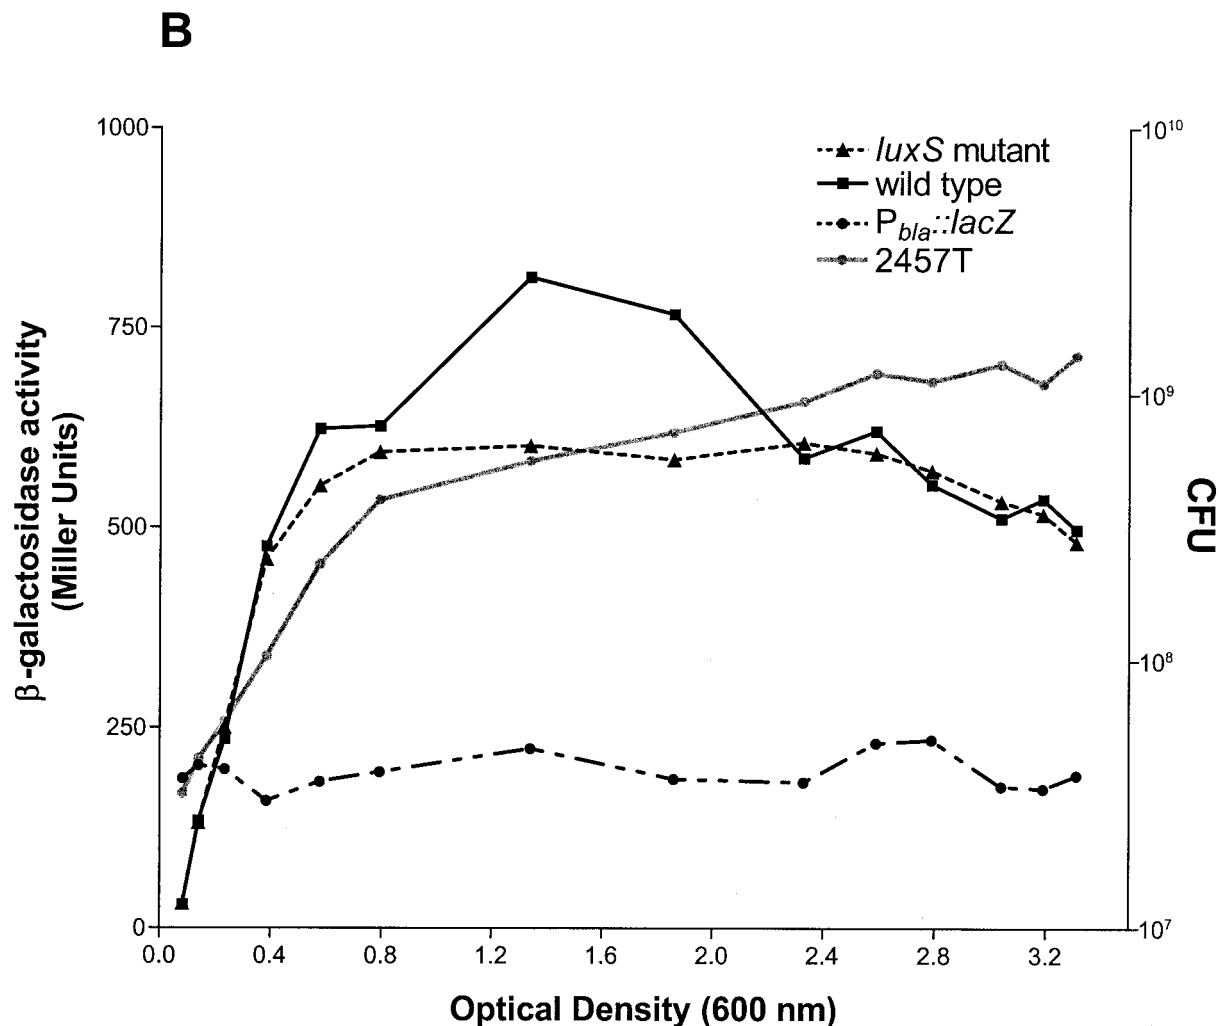 B
luxS mutant
wild type
Pbla::lacZ
2457T
β-galactosidase activity
(Miller Units)
1000
750
500
250
0
0.0 0.4 0.8 1.2 1.6 2.0 2.4 2.8 3.2
Optical Density (600 nm)
10¹⁰
10⁹
10⁸
10⁷
CFU